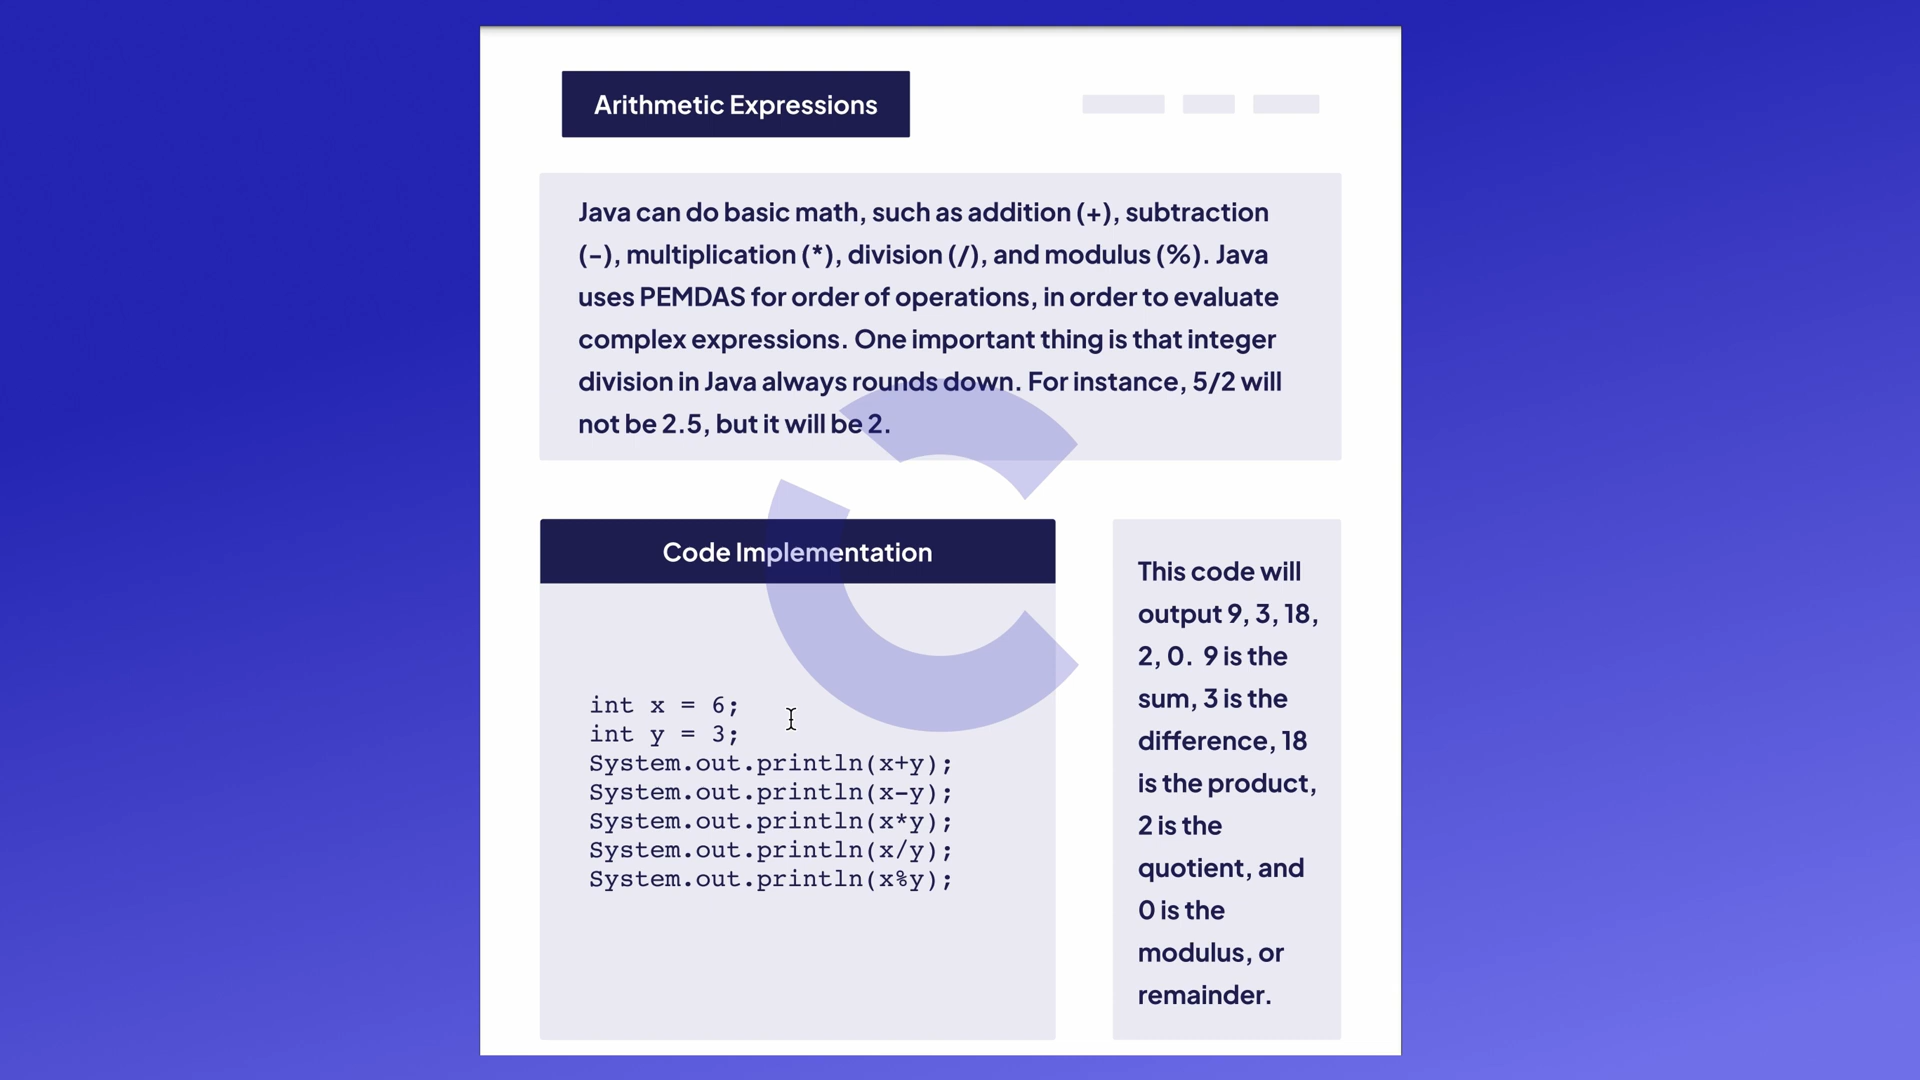 Arithmetic Expressions
Java can do basic math, such as addition (+), subtraction
(-), multiplication (*), division (/), and modulus (%). Java
uses PEMDAS for order of operations, in order to evaluate
complex expressions. One important thing is that integer
division in Java always rounds down. For instance, 5/2 will
not be 2.5, but it will be 2.
Code Implementation
int x = 6;
int y = 3;
System.out.println(x+y);
System.out.println(x-y);
System.out.println(x*y);
System.out.println(x/y);
System.out.println(x%y);
This code will
output 9, 3, 18,
2, 0. 9 is the
sum, 3 is the
difference, 18
is the product,
2 is the
quotient, and
0 is the
modulus, or
remainder.